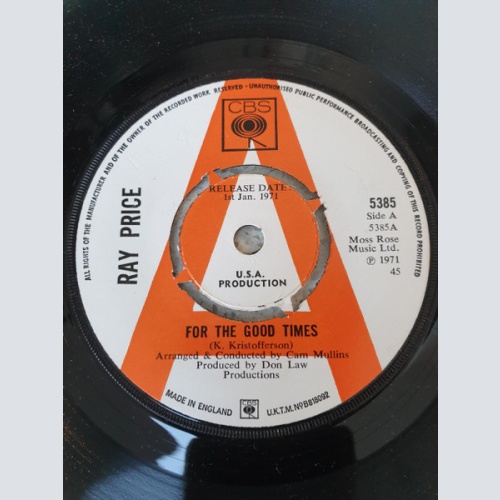 ALL RIGHTS OF THE MANUFACTURER AND OF THE OWNER OF THE RECORDED WORK RESERVED - UNAUTHORISED PUBLIC PERFORMANCE BROADCASTING AND COPYING OF THIS RECORD PROHIBITED
CBS
RAY PRICE
RELEASE DATE:
1st Jan. 1971
5385
Side A
5385A
Moss Rose
Music Ltd.
℗ 1971
45
U.S.A.
PRODUCTION
FOR THE GOOD TIMES
(K. Kristofferson)
Arranged & Conducted by Cam Mullins
Produced by Don Law
Productions
MADE IN ENGLAND
CBS
U.K.T.M. No B818092